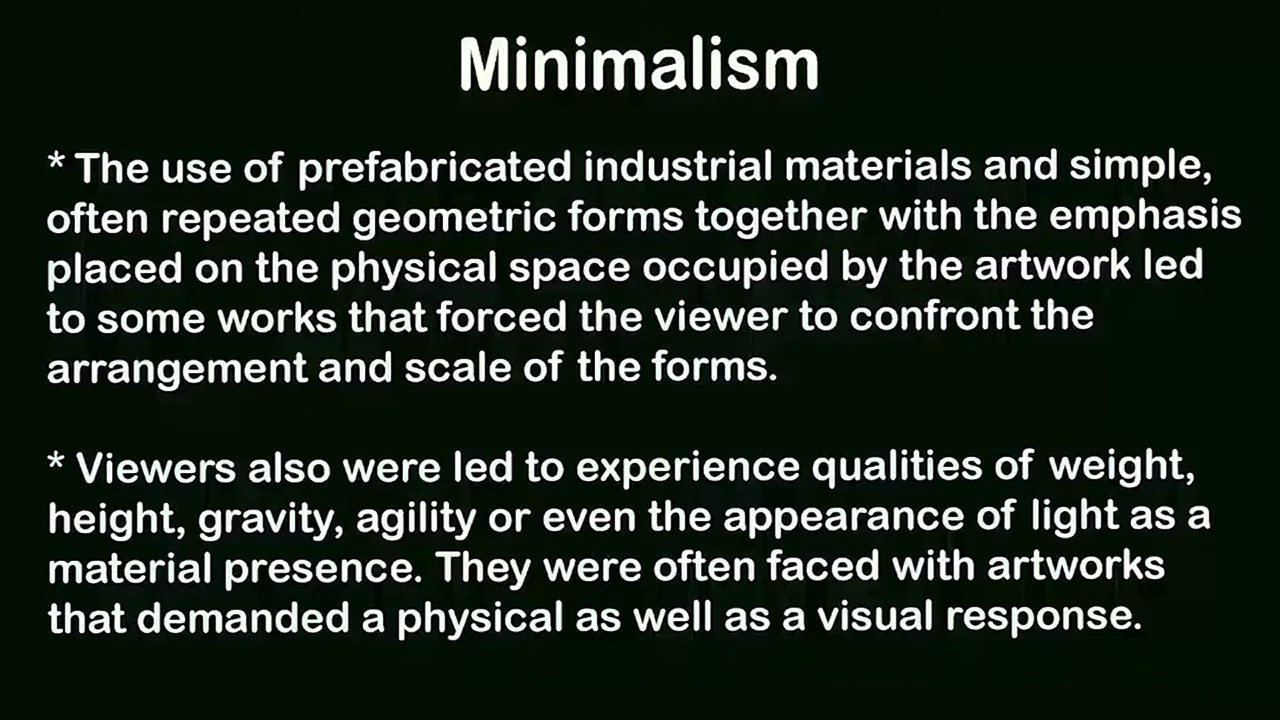 Minimalism
* The use of prefabricated industrial materials and simple,
often repeated geometric forms together with the emphasis
placed on the physical space occupied by the artwork led
to some works that forced the viewer to confront the
arrangement and scale of the forms.
* Viewers also were led to experience qualities of weight,
height, gravity, agility or even the appearance of light as a
material presence. They were often faced with artworks
that demanded a physical as well as a visual response.